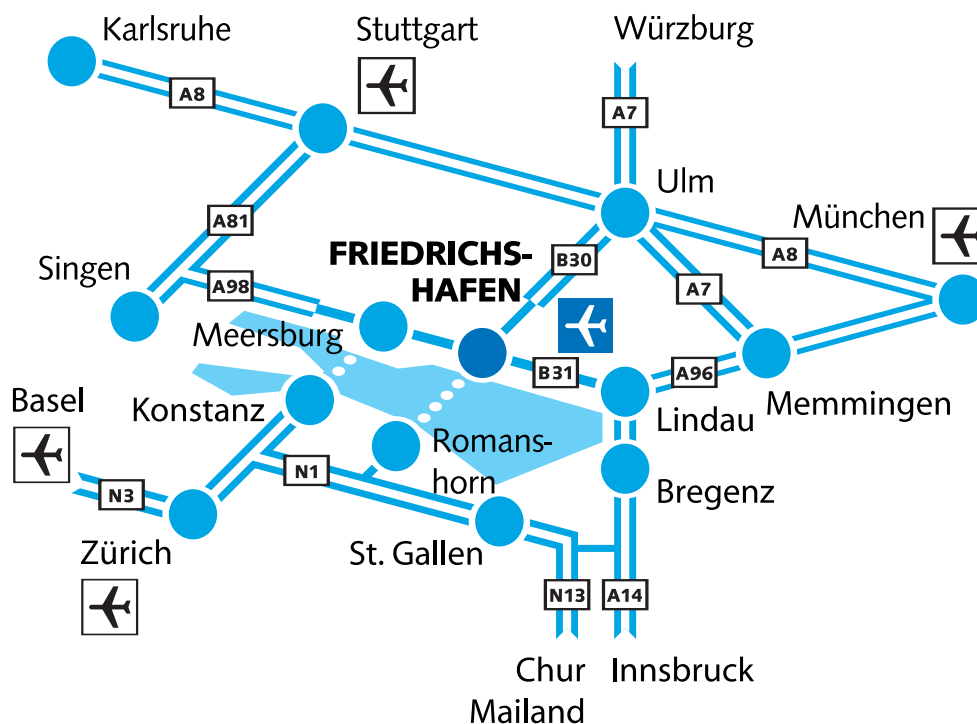 Karlsruhe
Stuttgart
Würzburg
A8
A7
Ulm
A81
München
FRIEDRICHS-
HAFEN
B30
A8
Singen
A98
A7
Meersburg
B31
A96
Basel
Konstanz
Lindau
Memmingen
Romans-
horn
N1
N3
Bregenz
Zürich
St. Gallen
N13
A14
Chur
Mailand
Innsbruck